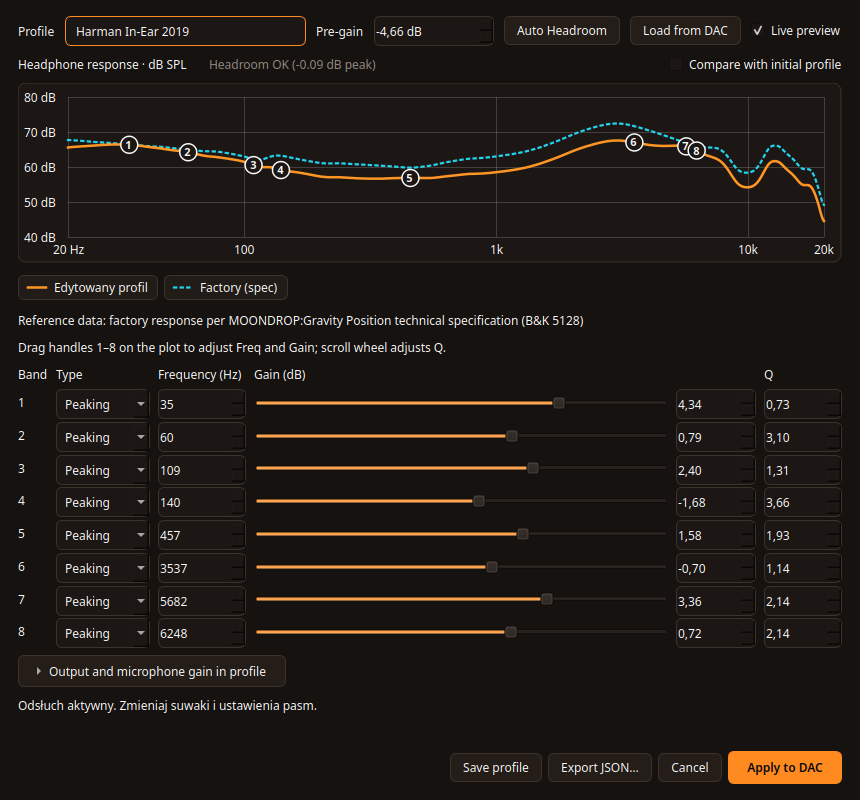 Profile Harman In-Ear 2019 Pre-gain -4,66 dB Auto Headroom Load from DAC Live preview
Headphone response · dB SPL Headroom OK (-0.09 dB peak) Compare with initial profile
80 dB
70 dB
60 dB
50 dB
40 dB
1 2 3 4 5 6 7 8
20 Hz 100 1k 10k 20k
Edytowany profil Factory (spec)
Reference data: factory response per MOONDROP:Gravity Position technical specification (B&K 5128)
Drag handles 1–8 on the plot to adjust Freq and Gain; scroll wheel adjusts Q.
Band Type Frequency (Hz) Gain (dB) Q
1 Peaking 35 4,34 0,73
2 Peaking 60 0,79 3,10
3 Peaking 109 2,40 1,31
4 Peaking 140 -1,68 3,66
5 Peaking 457 1,58 1,93
6 Peaking 3537 -0,70 1,14
7 Peaking 5682 3,36 2,14
8 Peaking 6248 0,72 2,14
Output and microphone gain in profile
Odsłuch aktywny. Zmieniaj suwaki i ustawienia pasm.
Save profile Export JSON... Cancel Apply to DAC